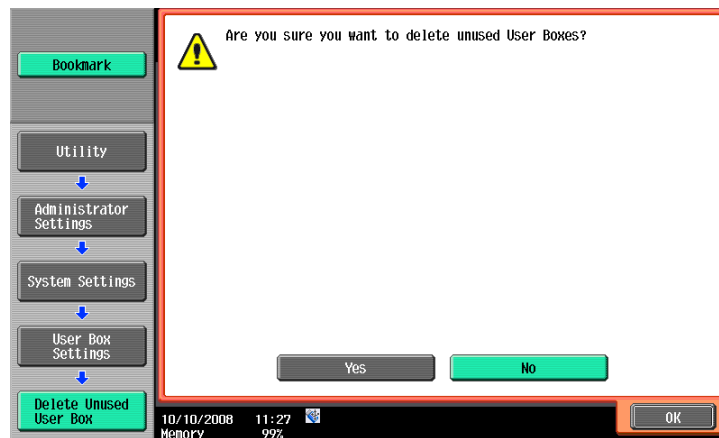 Bookmark
Utility
Administrator
Settings
System Settings
User Box
Settings
Delete Unused
User Box
Are you sure you want to delete unused User Boxes?
Yes
No
10/10/2008 11:27
Memory 99%
OK